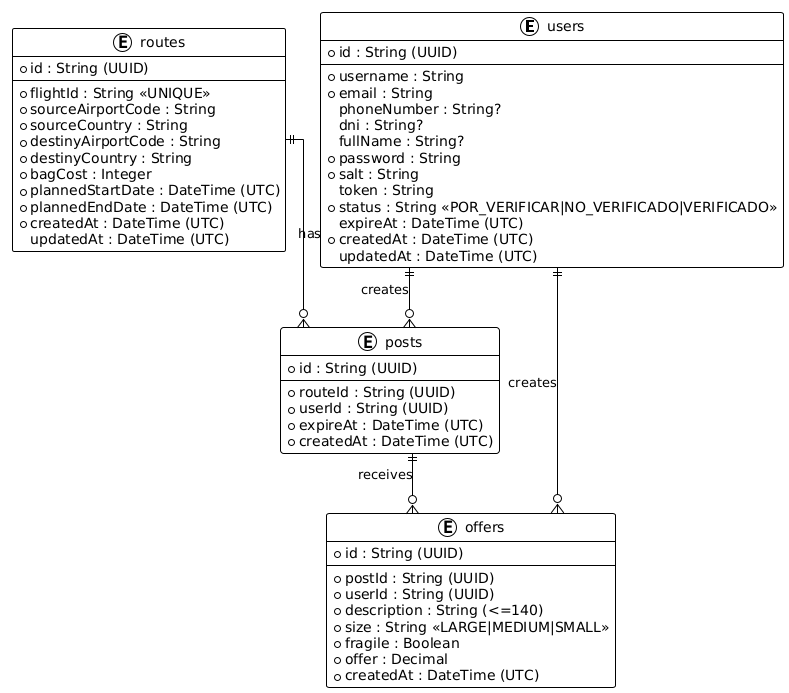 E routes
id : String (UUID)
flightId : String «UNIQUE»
sourceAirportCode : String
sourceCountry : String
destinyAirportCode : String
destinyCountry : String
bagCost : Integer
plannedStartDate : DateTime (UTC)
plannedEndDate : DateTime (UTC)
createdAt : DateTime (UTC)
updatedAt : DateTime (UTC)
E users
id : String (UUID)
username : String
email : String
phoneNumber : String?
dni : String?
fullName : String?
password : String
salt : String
token : String
status : String «POR_VERIFICAR|NO_VERIFICADO|VERIFICADO»
expireAt : DateTime (UTC)
createdAt : DateTime (UTC)
updatedAt : DateTime (UTC)
has
creates
creates
E posts
id : String (UUID)
routeId : String (UUID)
userId : String (UUID)
expireAt : DateTime (UTC)
createdAt : DateTime (UTC)
receives
E offers
id : String (UUID)
postId : String (UUID)
userId : String (UUID)
description : String (<=140)
size : String «LARGE|MEDIUM|SMALL»
fragile : Boolean
offer : Decimal
createdAt : DateTime (UTC)